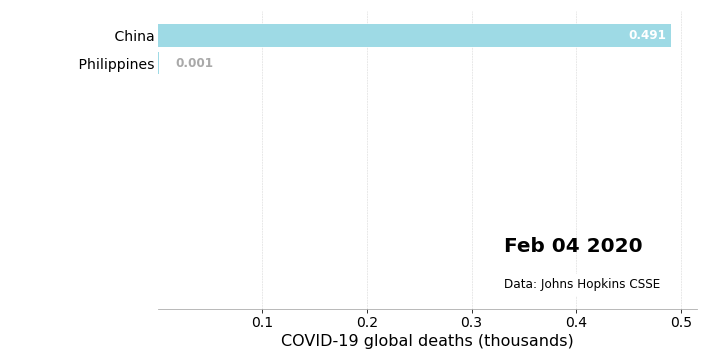 China 0.491
Philippines 0.001
Feb 04 2020
Data: Johns Hopkins CSSE
0.1 0.2 0.3 0.4 0.5
COVID-19 global deaths (thousands)